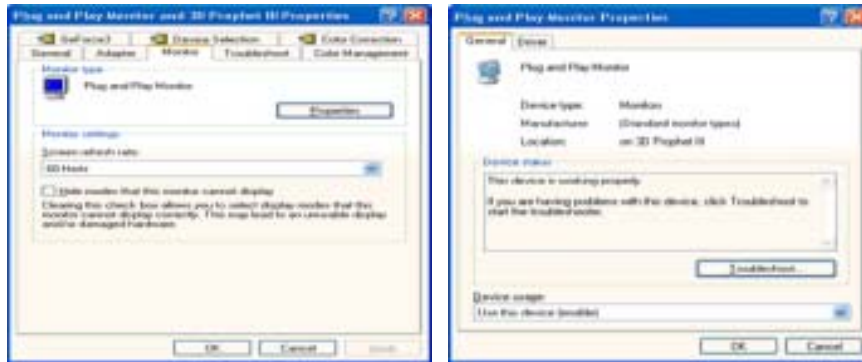 Plug and Play Monitor and 3D Prophet III Properties
GeForce3 Device Selection Color Correction
General Adapter Monitor Troubleshoot Color Management
Monitor type
Plug and Play Monitor
Properties
Monitor settings
Screen refresh rate:
60 Hertz
Hide modes that this monitor cannot display
Clearing this check box allows you to select display modes that this
monitor cannot display correctly. This may lead to an unusable display
and/or damaged hardware.
OK Cancel Apply
Plug and Play Monitor Properties
General Driver
Plug and Play Monitor
Device type: Monitors
Manufacturer: (Standard monitor types)
Location: on 3D Prophet III
Device status
This device is working properly.
If you are having problems with this device, click Troubleshoot to
start the troubleshooter.
Troubleshoot...
Device usage:
Use this device (enable)
OK Cancel